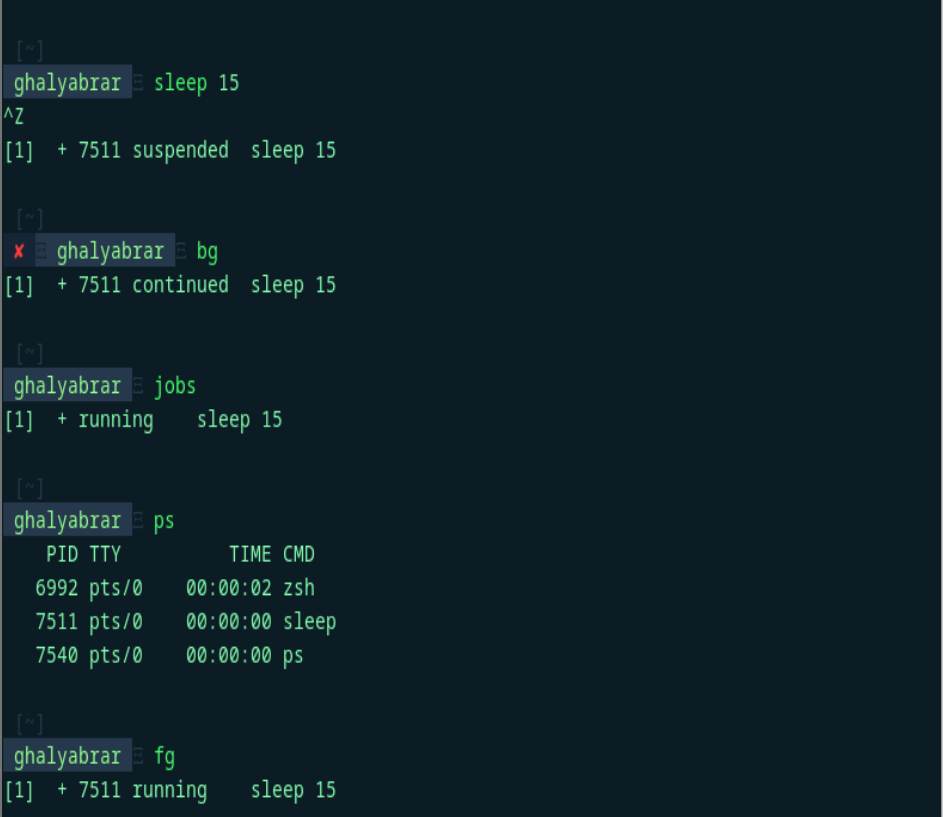 [~]
ghalyabrar Ξ sleep 15
^Z
[1] + 7511 suspended sleep 15
[~]
✘ Ξ ghalyabrar Ξ bg
[1] + 7511 continued sleep 15
[~]
ghalyabrar Ξ jobs
[1] + running sleep 15
[~]
ghalyabrar Ξ ps
PID TTY TIME CMD
6992 pts/0 00:00:02 zsh
7511 pts/0 00:00:00 sleep
7540 pts/0 00:00:00 ps
[~]
ghalyabrar Ξ fg
[1] + 7511 running sleep 15